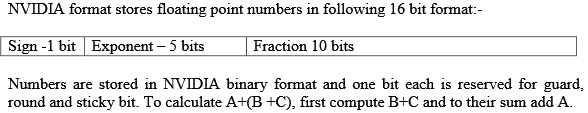 NVIDIA format stores floating point numbers in following 16 bit format:-
Sign -1 bit Exponent – 5 bits Fraction 10 bits
Numbers are stored in NVIDIA binary format and one bit each is reserved for guard,
round and sticky bit. To calculate A+(B +C), first compute B+C and to their sum add A.